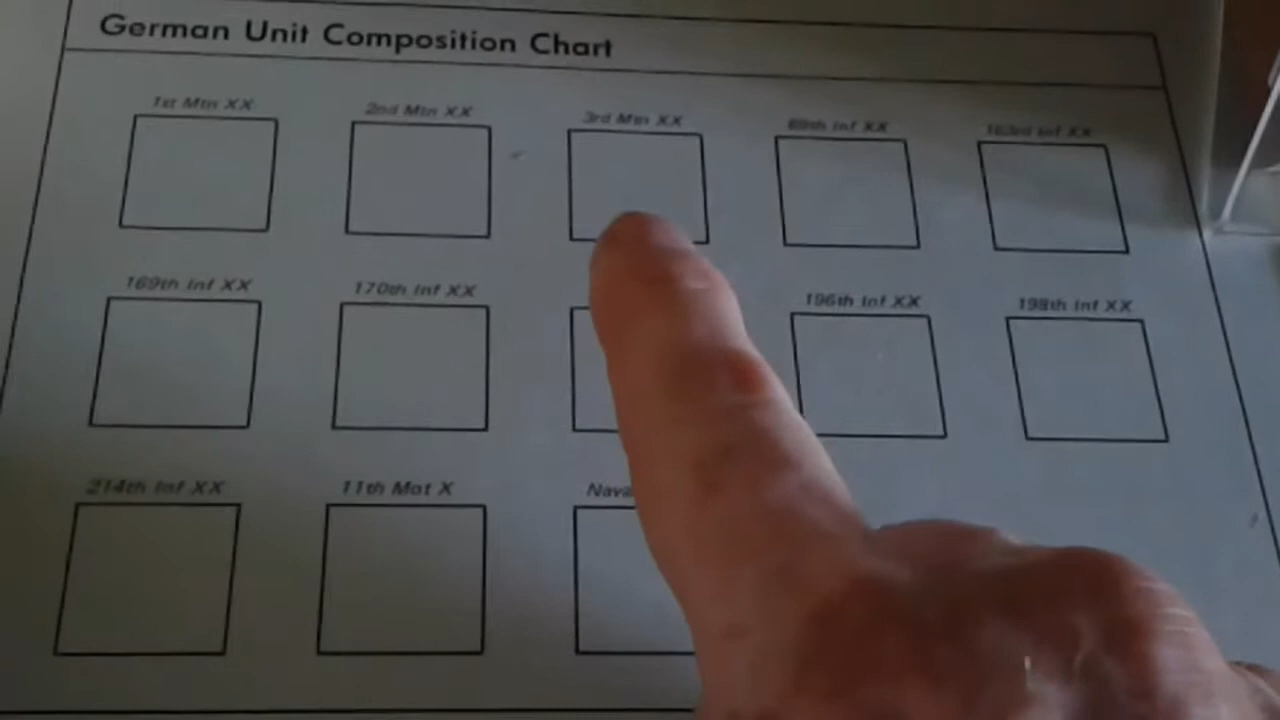 German Unit Composition Chart
1st Mtn XX 2nd Mtn XX 3rd Mtn XX 69th Inf XX 163rd Inf XX
169th Inf XX 170th Inf XX 196th Inf XX 198th Inf XX
214th Inf XX 11th Mot X